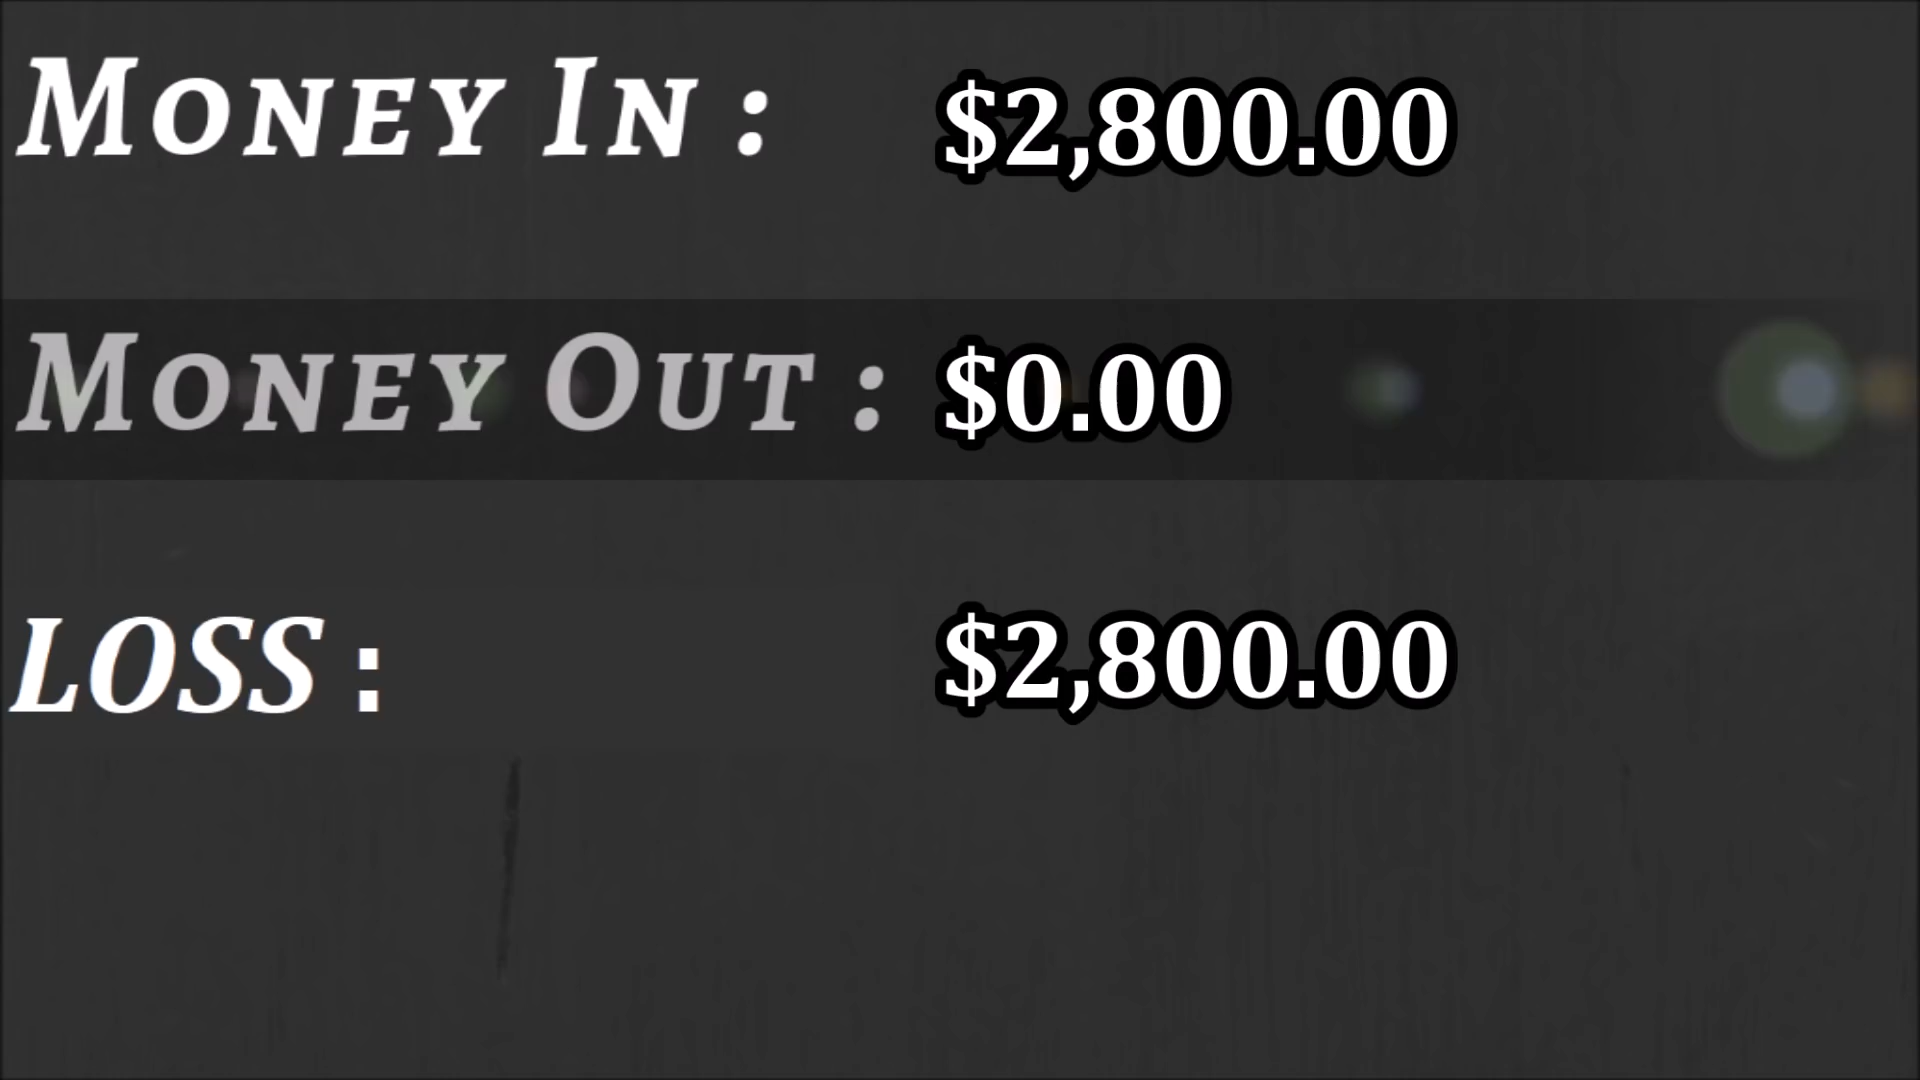 Money In : $2,800.00
Money Out : $0.00
LOSS : $2,800.00